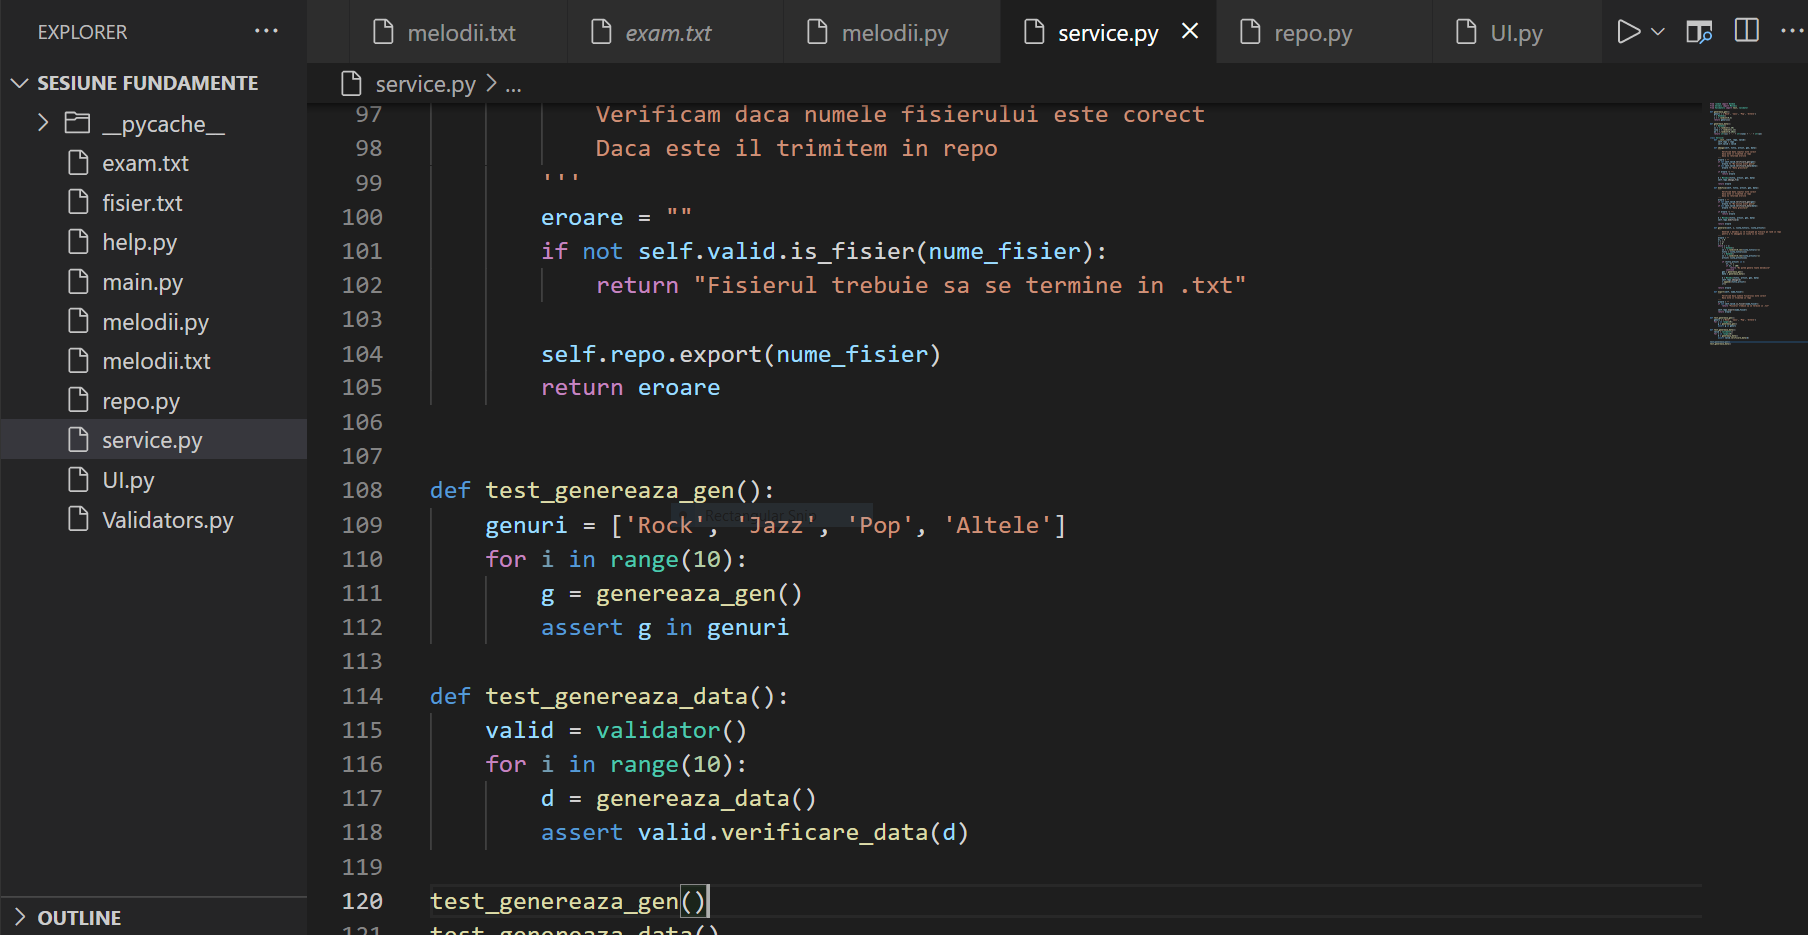 EXPLORER ...
melodii.txt exam.txt melodii.py service.py repo.py UI.py
SESIUNE FUNDAMENTE
service.py > ...
__pycache__
exam.txt
fisier.txt
help.py
main.py
melodii.py
melodii.txt
repo.py
service.py
UI.py
Validators.py
OUTLINE
97 Verificam daca numele fisierului este corect
98 Daca este il trimitem in repo
99 '''
100 eroare = ""
101 if not self.valid.is_fisier(nume_fisier):
102 return "Fisierul trebuie sa se termine in .txt"
103
104 self.repo.export(nume_fisier)
105 return eroare
106
107
108 def test_genereaza_gen():
Rectangular Snip
109 genuri = ['Rock', 'Jazz', 'Pop', 'Altele']
110 for i in range(10):
111 g = genereaza_gen()
112 assert g in genuri
113
114 def test_genereaza_data():
115 valid = validator()
116 for i in range(10):
117 d = genereaza_data()
118 assert valid.verificare_data(d)
119
120 test_genereaza_gen()
121 test_genereaza_data()